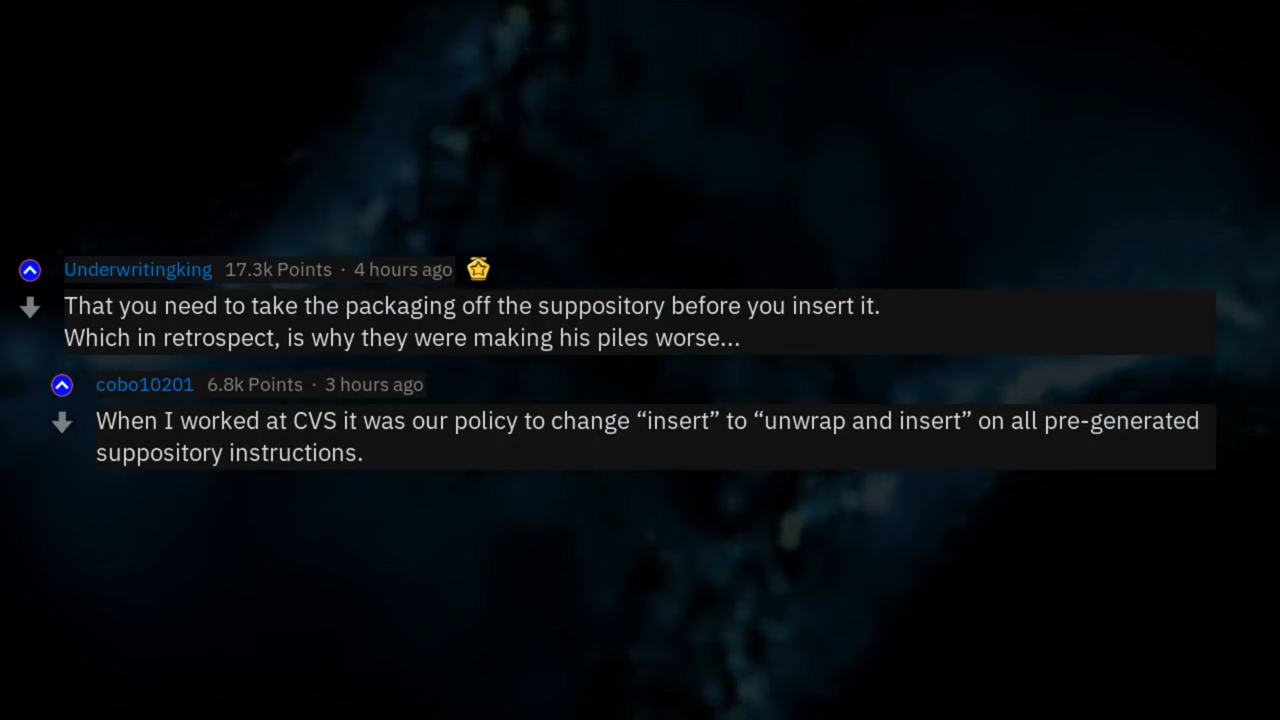 Underwritingking 17.3k Points · 4 hours ago
That you need to take the packaging off the suppository before you insert it.
Which in retrospect, is why they were making his piles worse...
cobo10201 6.8k Points · 3 hours ago
When I worked at CVS it was our policy to change “insert” to “unwrap and insert” on all pre-generated
suppository instructions.